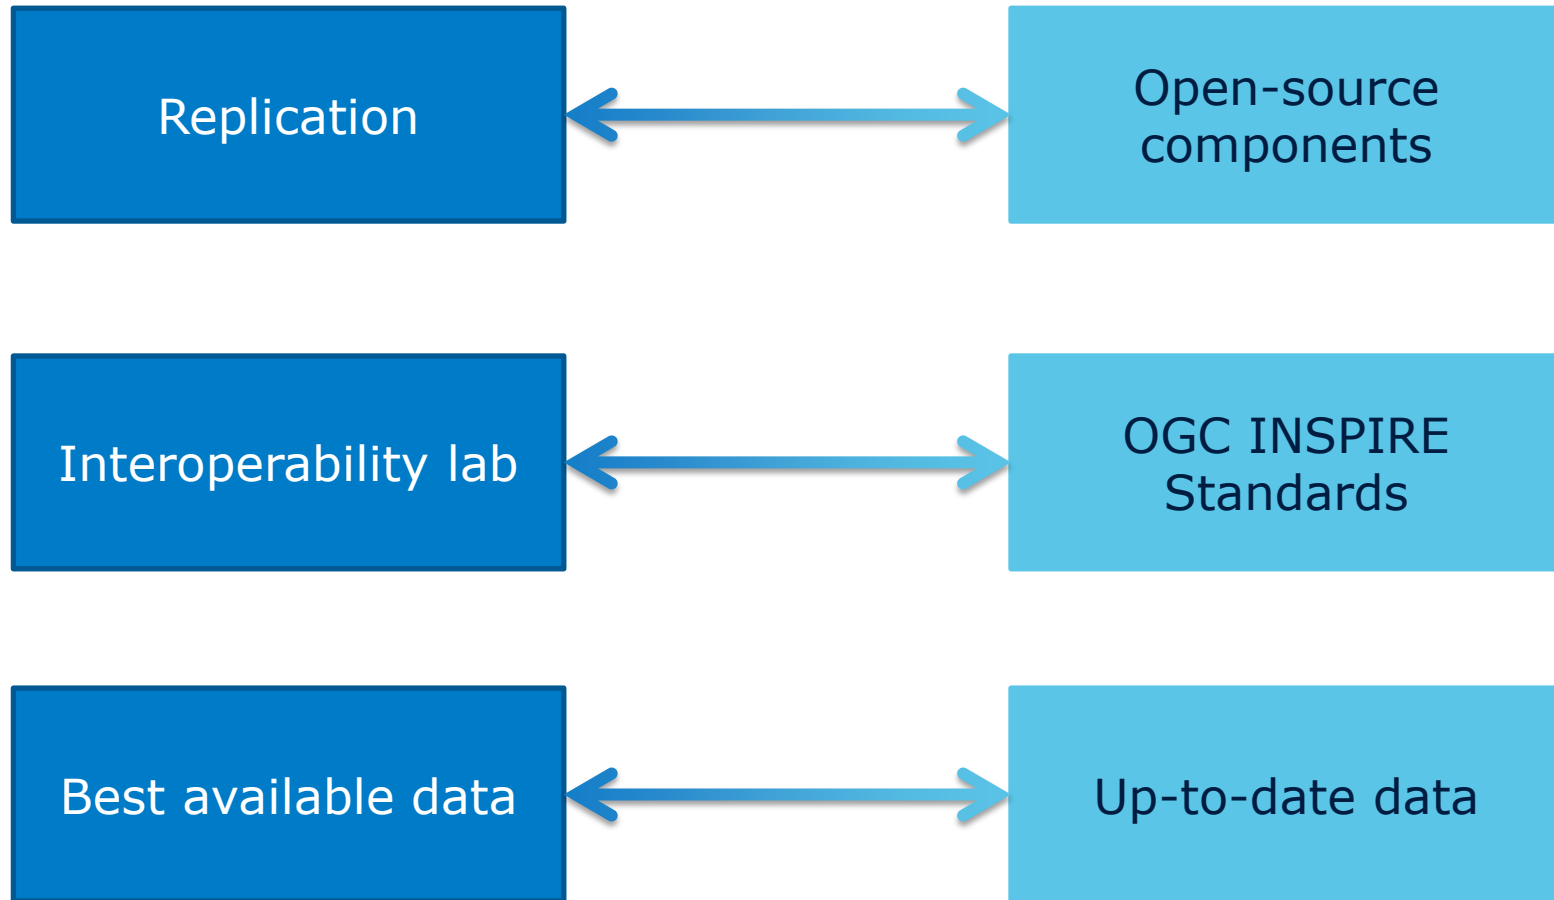 Replication
Open-source
components
Interoperability lab
OGC INSPIRE
Standards
Best available data
Up-to-date data